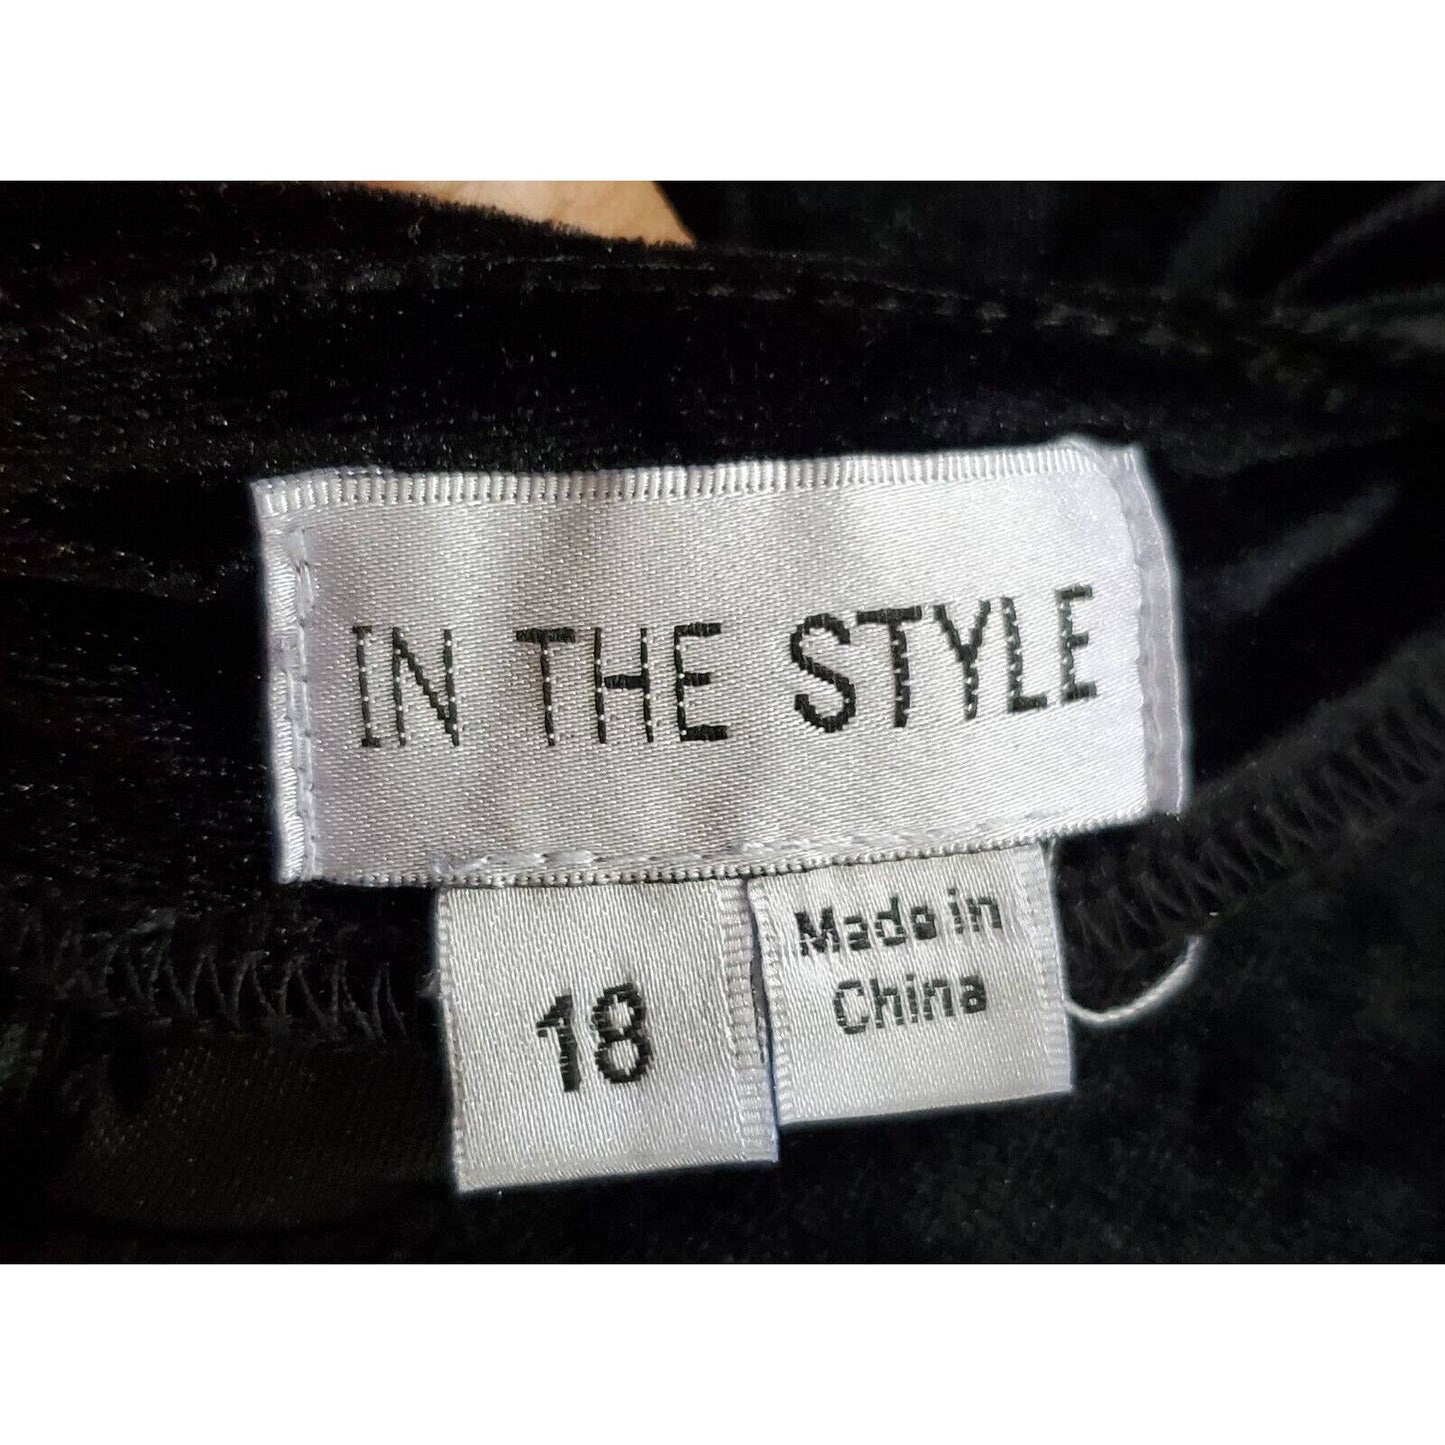 IN THE STYLE
18
Made in
China